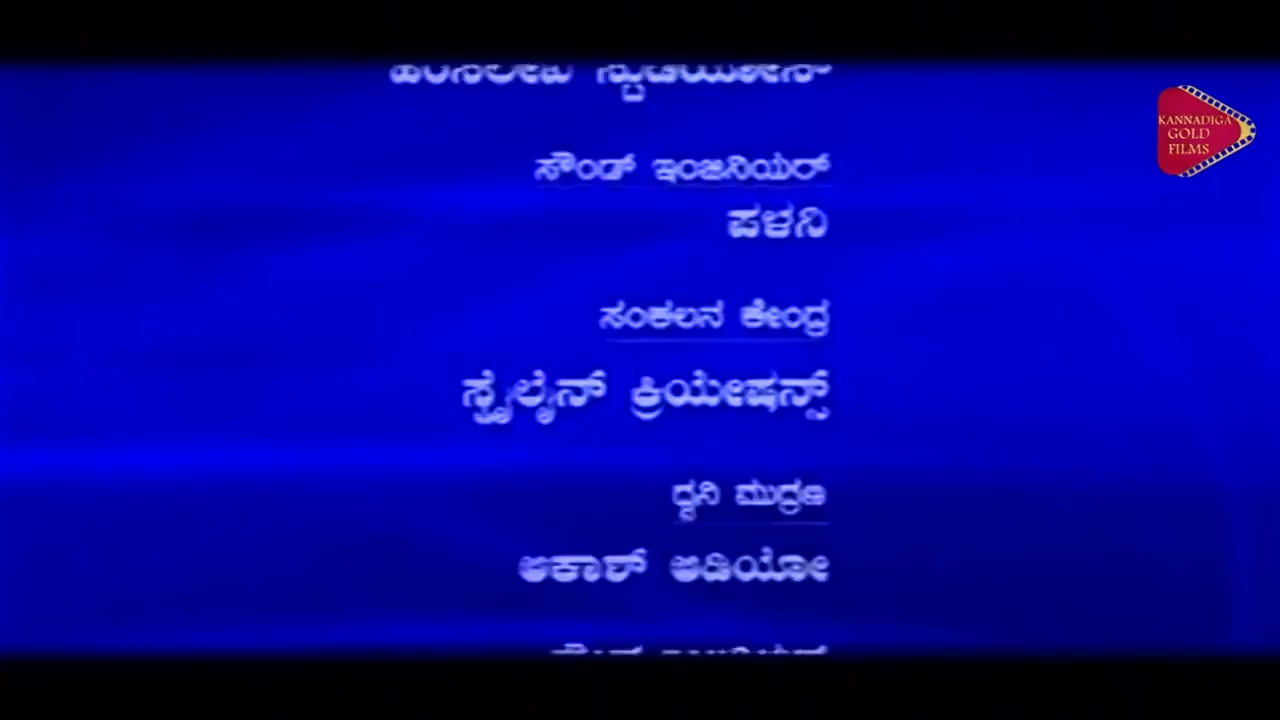 ಸೌಂಡ್ ಇಂಜಿನಿಯರ್
ಪಳನಿ
ಸಂಕಲನ ಕೇಂದ್ರ
ಸ್ಕೈಲೈನ್ ಕ್ರಿಯೇಷನ್ಸ್
ಧ್ವನಿ ಮುದ್ರಣ
ಆಕಾಶ್ ಆಡಿಯೋ
KANNADIGA
GOLD
FILMS